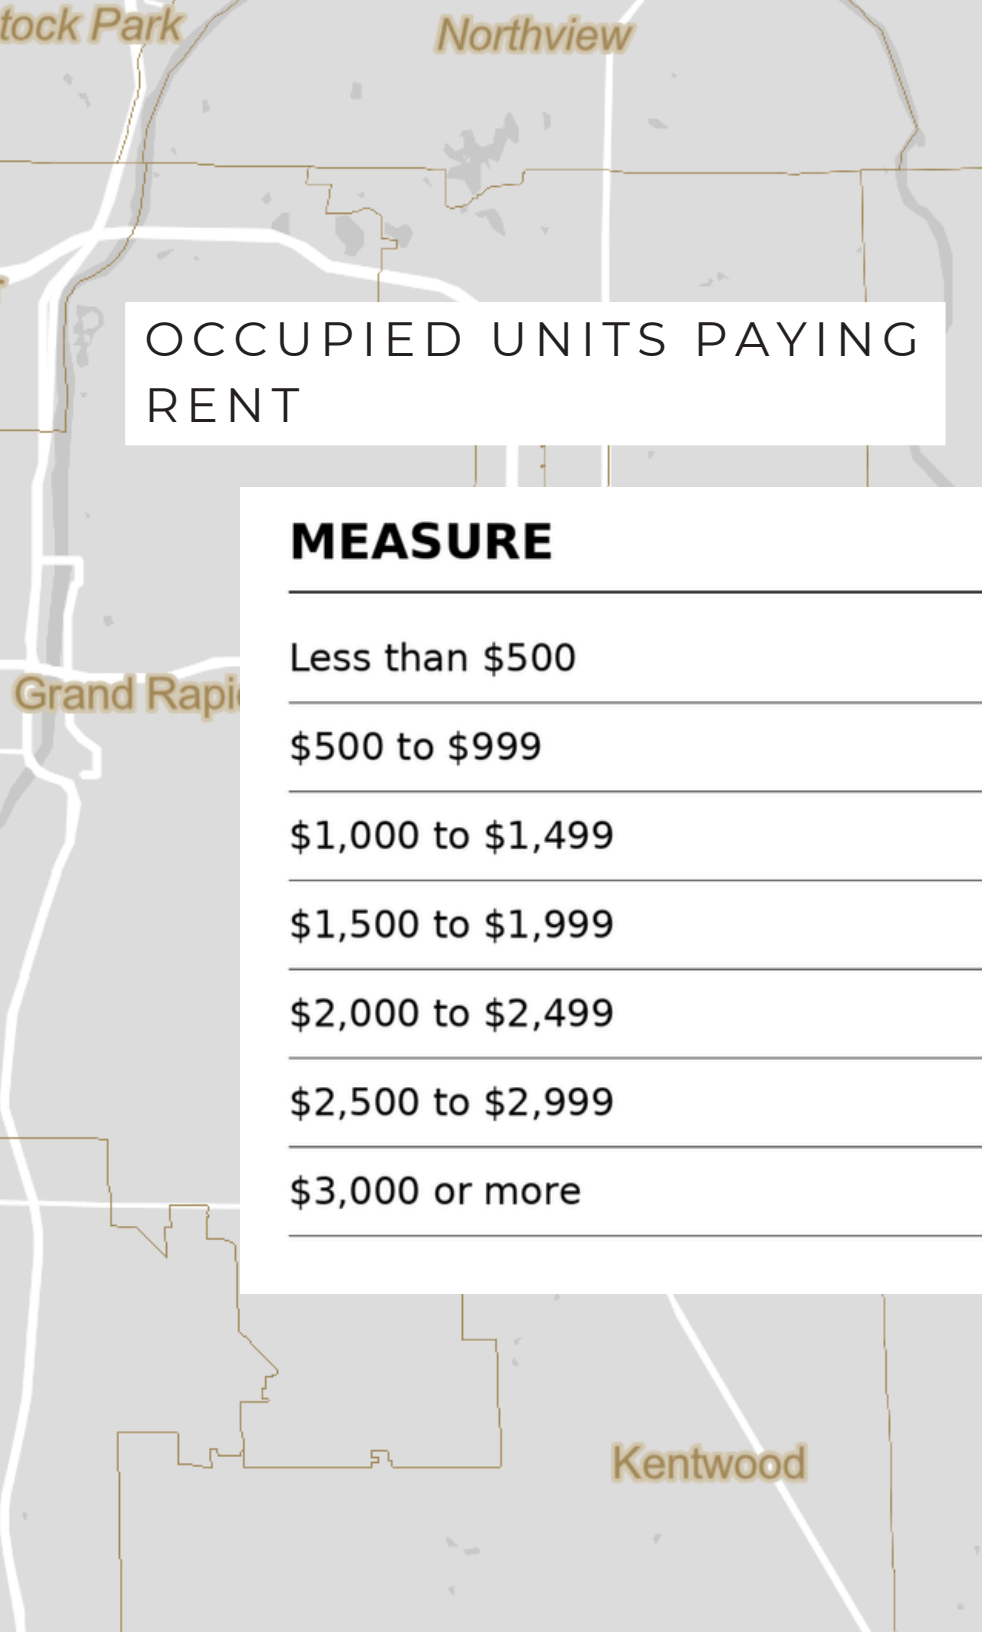 tock Park
Northview
OCCUPIED UNITS PAYING
RENT
MEASURE
Less than $500
$500 to $999
Grand Rapi
$1,000 to $1,499
$1,500 to $1,999
$2,000 to $2,499
$2,500 to $2,999
$3,000 or more
Kentwood